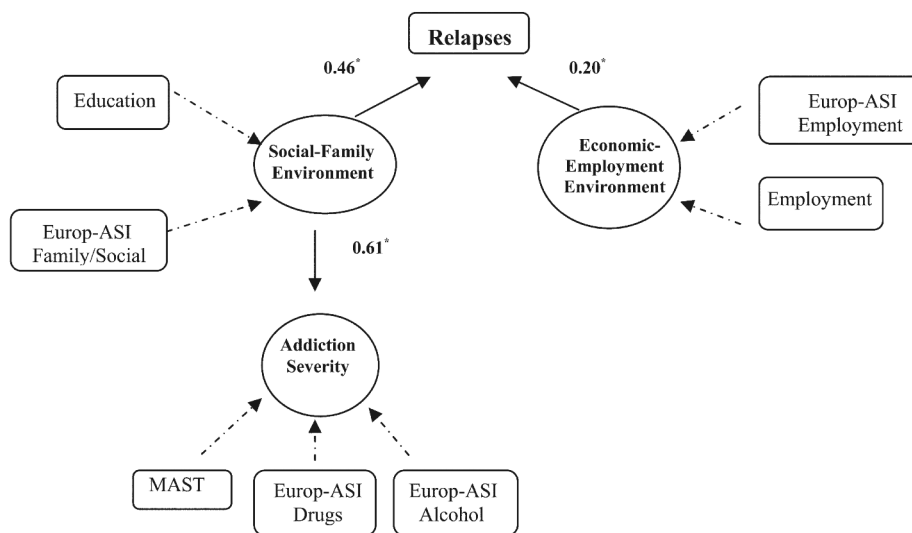 Relapses
0.46*
0.20*
Education
Europ-ASI
Employment
Social-Family
Environment
Economic-
Employment
Environment
Employment
Europ-ASI
Family/Social
0.61*
Addiction
Severity
MAST
Europ-ASI
Drugs
Europ-ASI
Alcohol